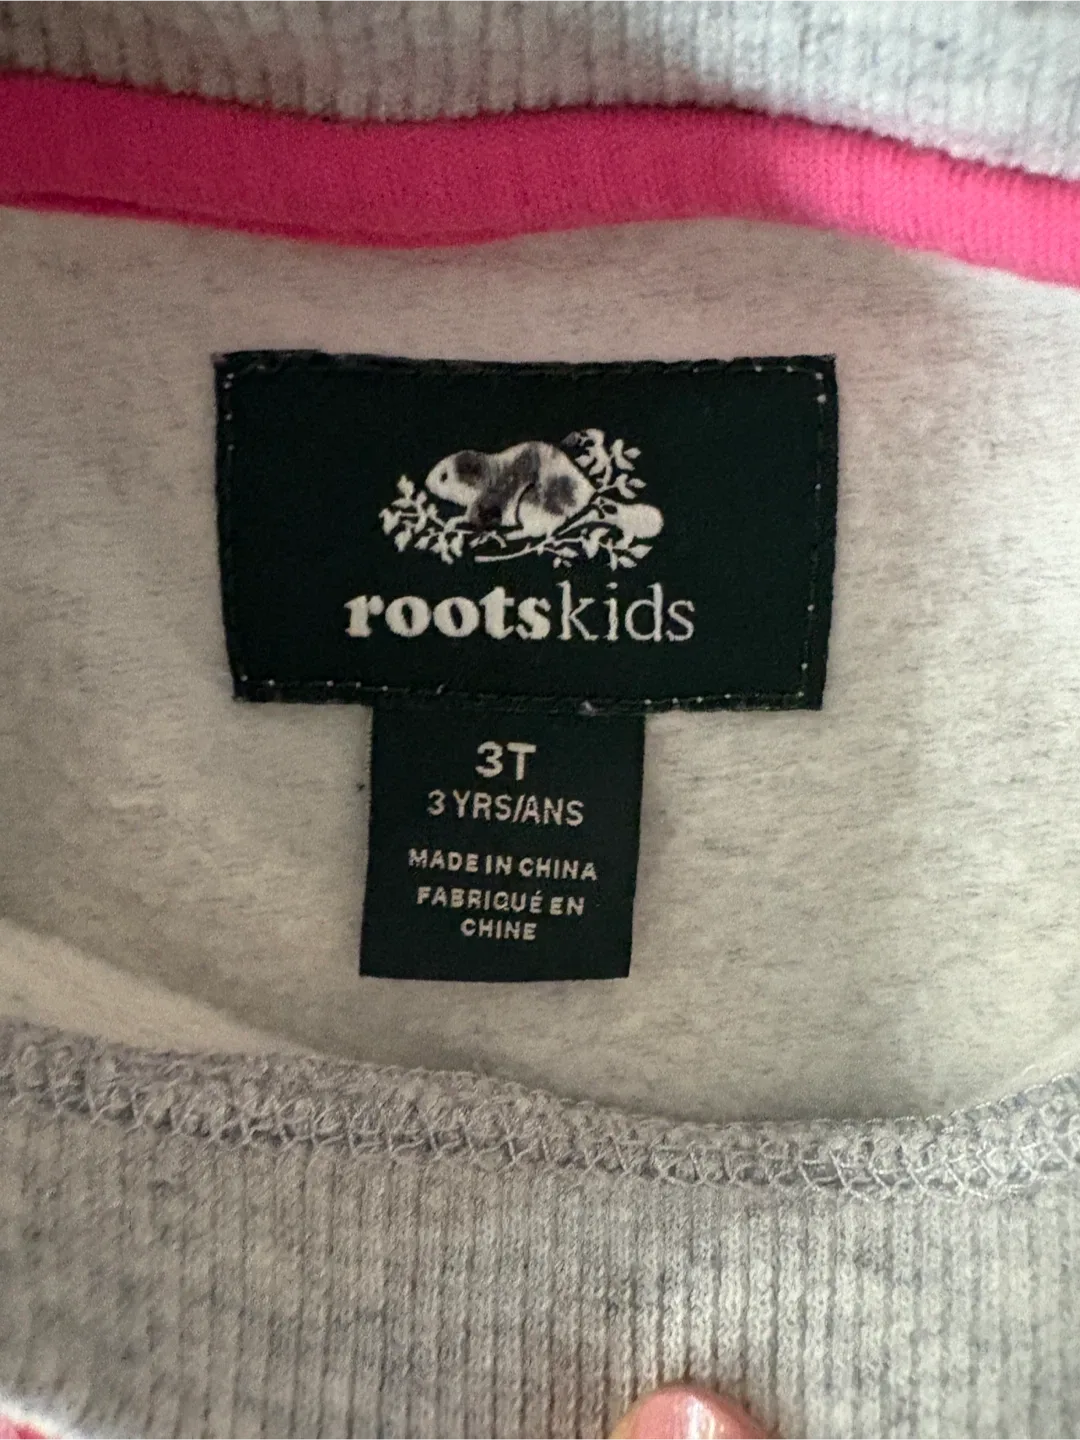 rootskids
3T
3 YRS/ANS
MADE IN CHINA
FABRIQUÉ EN
CHINE